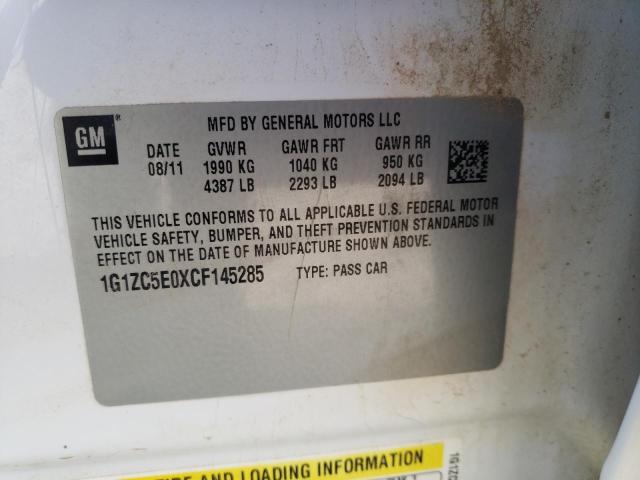 GM
MFD BY GENERAL MOTORS LLC
DATE GVWR GAWR FRT GAWR RR
08/11 1990 KG 1040 KG 950 KG
4387 LB 2293 LB 2094 LB
THIS VEHICLE CONFORMS TO ALL APPLICABLE U.S. FEDERAL MOTOR
VEHICLE SAFETY, BUMPER, AND THEFT PREVENTION STANDARDS IN
EFFECT ON THE DATE OF MANUFACTURE SHOWN ABOVE.
1G1ZC5E0XCF145285 TYPE: PASS CAR
AND LOADING INFORMATION